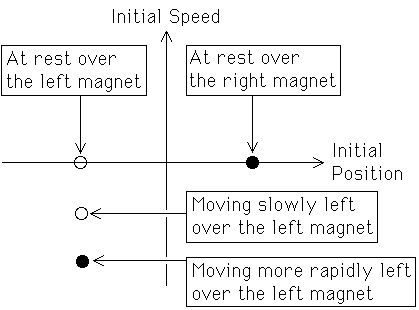 Initial Speed
At rest over
the left magnet
At rest over
the right magnet
Initial
Position
Moving slowly left
over the left magnet
Moving more rapidly left
over the left magnet